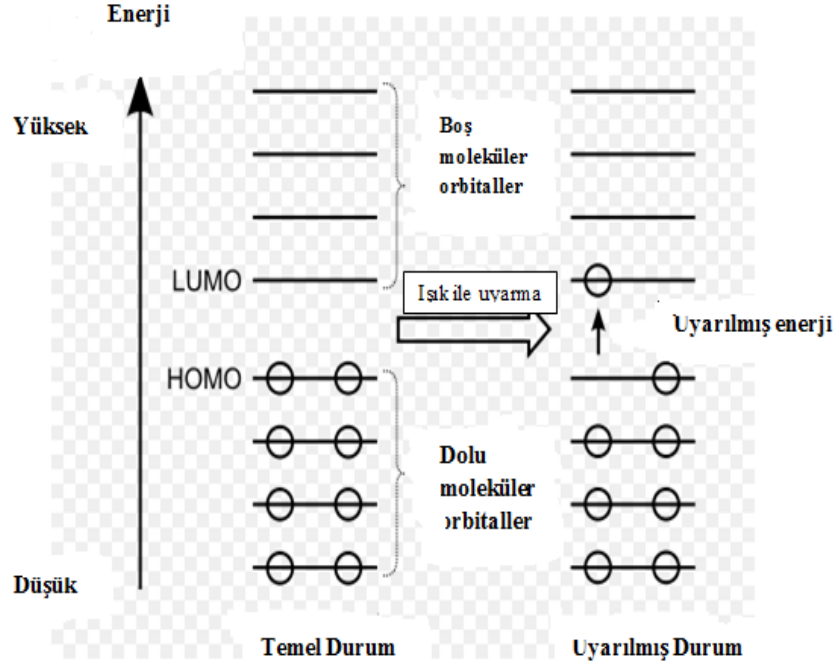 Enerji
Yüksek
Boş
moleküler
orbitaller
LUMO
Işık ile uyarma
Uyarılmış enerji
HOMO
Dolu
moleküler
orbitaller
Düşük
Temel Durum
Uyarılmış Durum